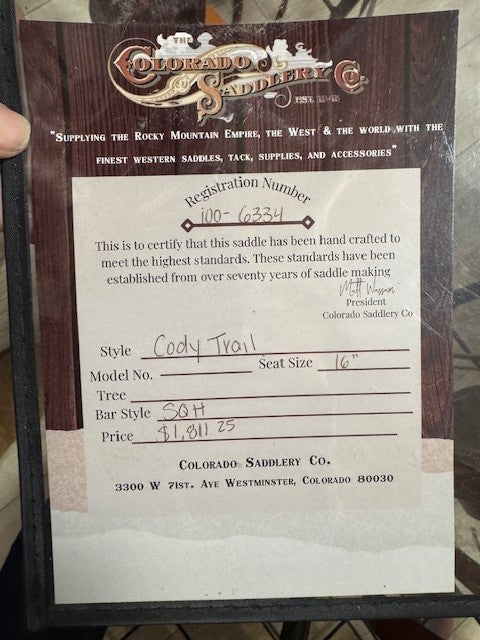 THE
COLORADO
SADDLERY CO.
"SUPPLYING THE ROCKY MOUNTAIN EMPIRE, THE WEST & THE WORLD WITH THE
FINEST WESTERN SADDLES, TACK, SUPPLIES, AND ACCESSORIES"
Registration Number
100-6334
This is to certify that this saddle has been hand crafted to
meet the highest standards. These standards have been
established from over seventy years of saddle making
President
Colorado Saddlery Co
Style Cody Trail
Model No. Seat Size 16"
Tree
Bar Style SQH
Price $1,811.25
COLORADO SADDLERY CO.
3300 W 71ST. AVE WESTMINSTER, COLORADO 80030